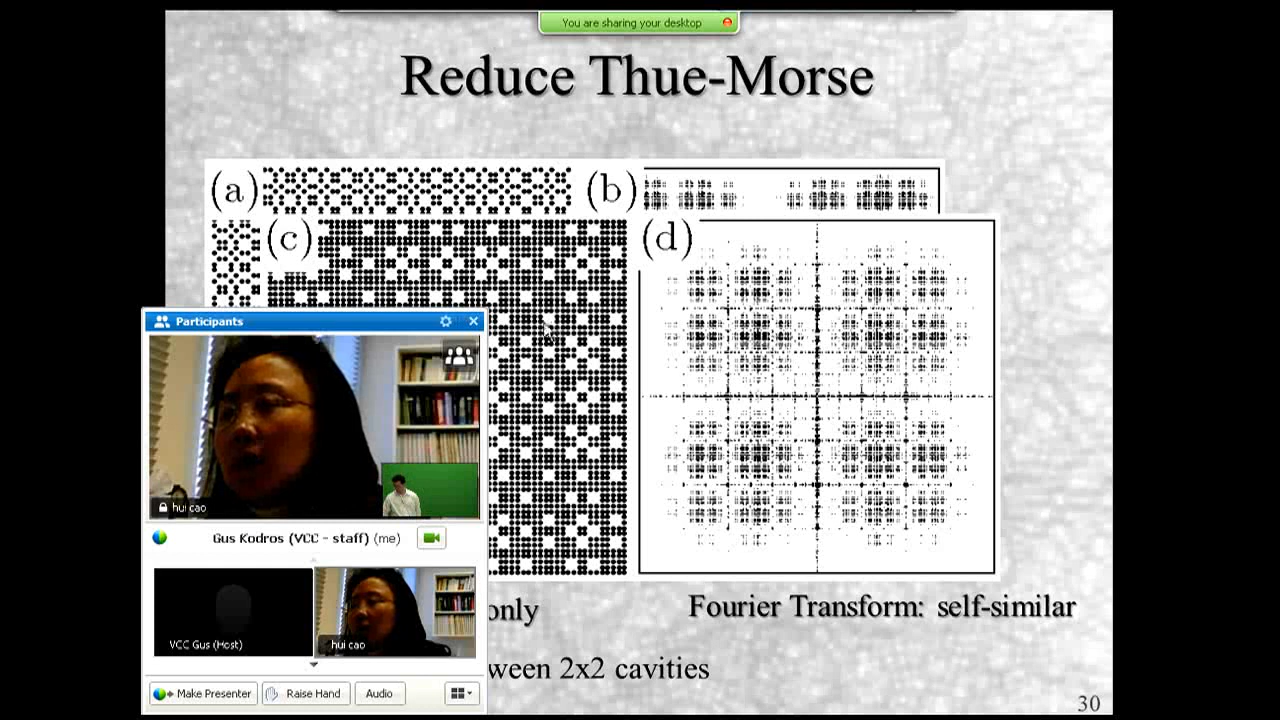 You are sharing your desktop
Reduce Thue-Morse
(a)
(b)
(c)
(d)
Participants
hui cao
Gus Kodros (VCC - staff) (me)
VCC Gus (Host)
hui cao
Make Presenter
Raise Hand
Audio
only
Fourier Transform: self-similar
ween 2x2 cavities
30